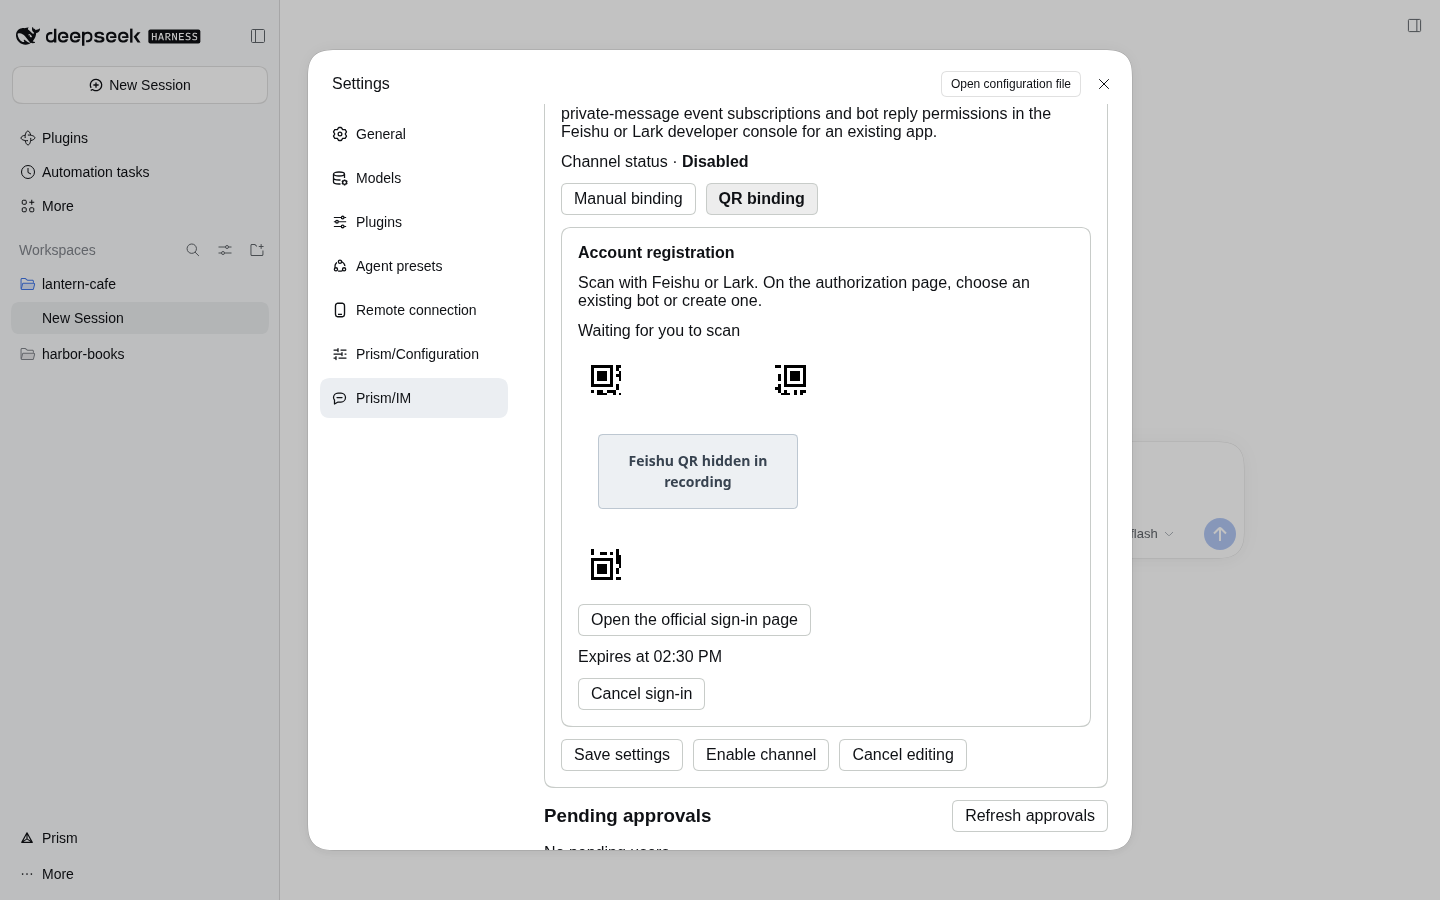 deepseek HARNESS
New Session
Plugins
Automation tasks
More
Workspaces
lantern-cafe
New Session
harbor-books
Prism
More
Settings
Open configuration file
General
Models
Plugins
Agent presets
Remote connection
Prism/Configuration
Prism/IM
private-message event subscriptions and bot reply permissions in the
Feishu or Lark developer console for an existing app.
Channel status · Disabled
Manual binding
QR binding
Account registration
Scan with Feishu or Lark. On the authorization page, choose an
existing bot or create one.
Waiting for you to scan
Feishu QR hidden in
recording
Open the official sign-in page
Expires at 02:30 PM
Cancel sign-in
Save settings
Enable channel
Cancel editing
Pending approvals
Refresh approvals
flash